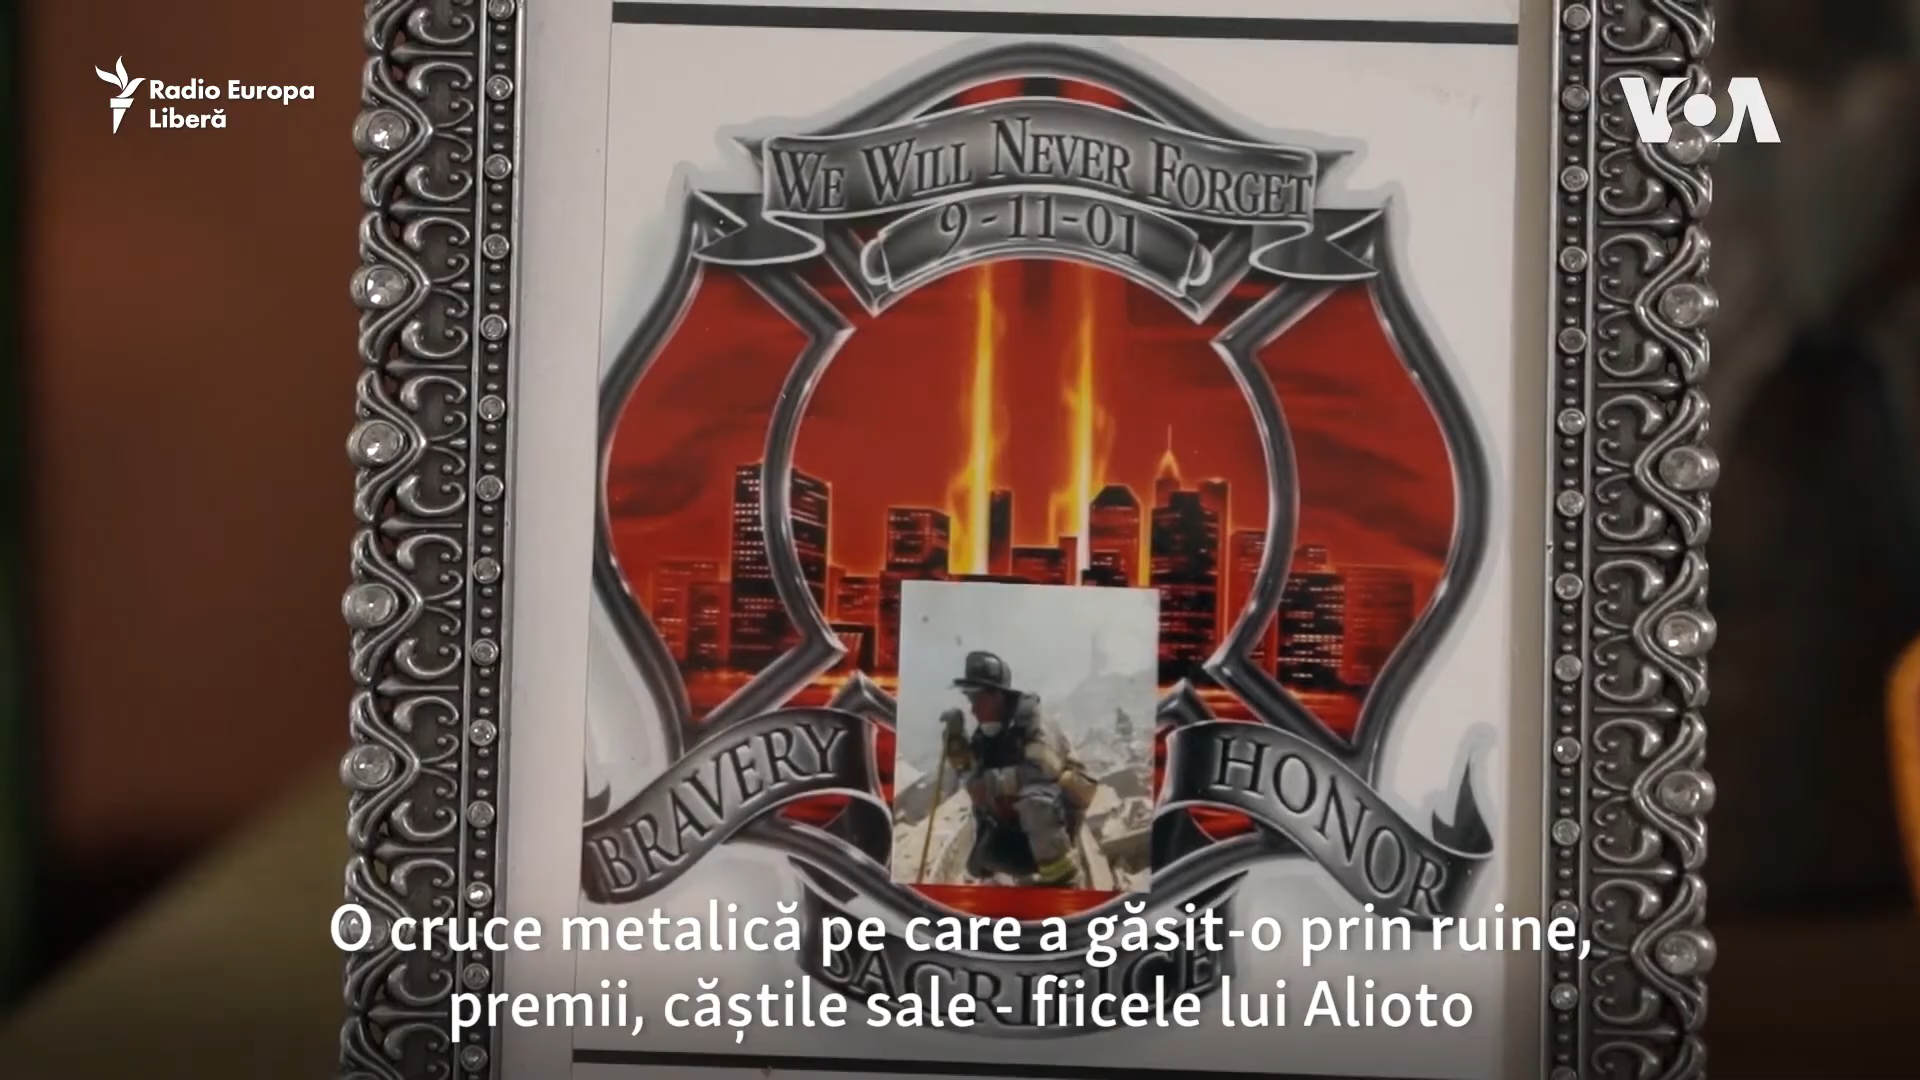 Radio Europa
Liberă
VOA
WE WILL NEVER FORGET
9-11-01
BRAVERY
HONOR
SACRIFICE
O cruce metalică pe care a găsit-o prin ruine,
premii, căștile sale - fiicele lui Alioto